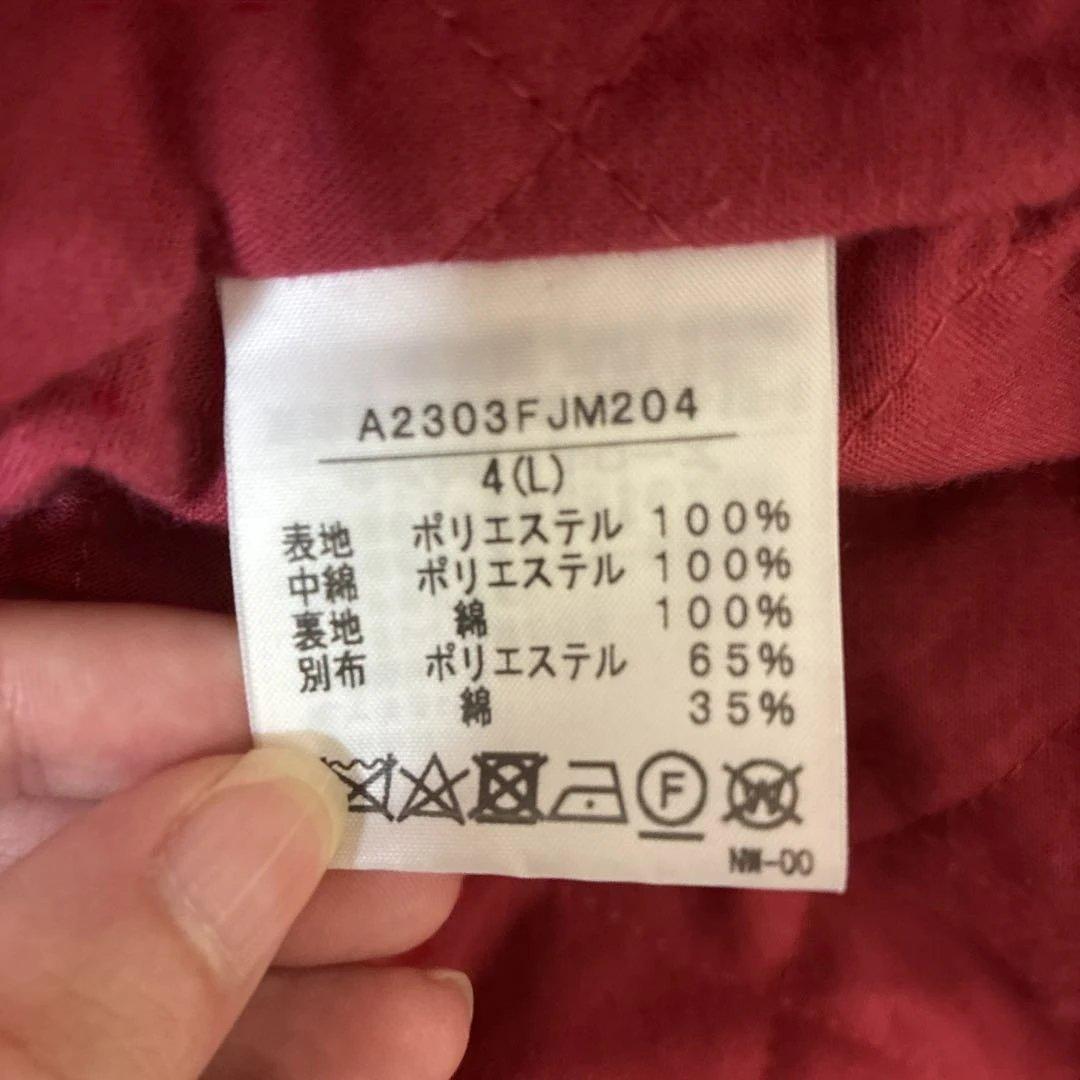 A2303FJM204
4(L)
表地 ポリエステル 100%
中綿 ポリエステル 100%
裏地 綿 100%
別布 ポリエステル 65%
綿 35%
F W
NW-00